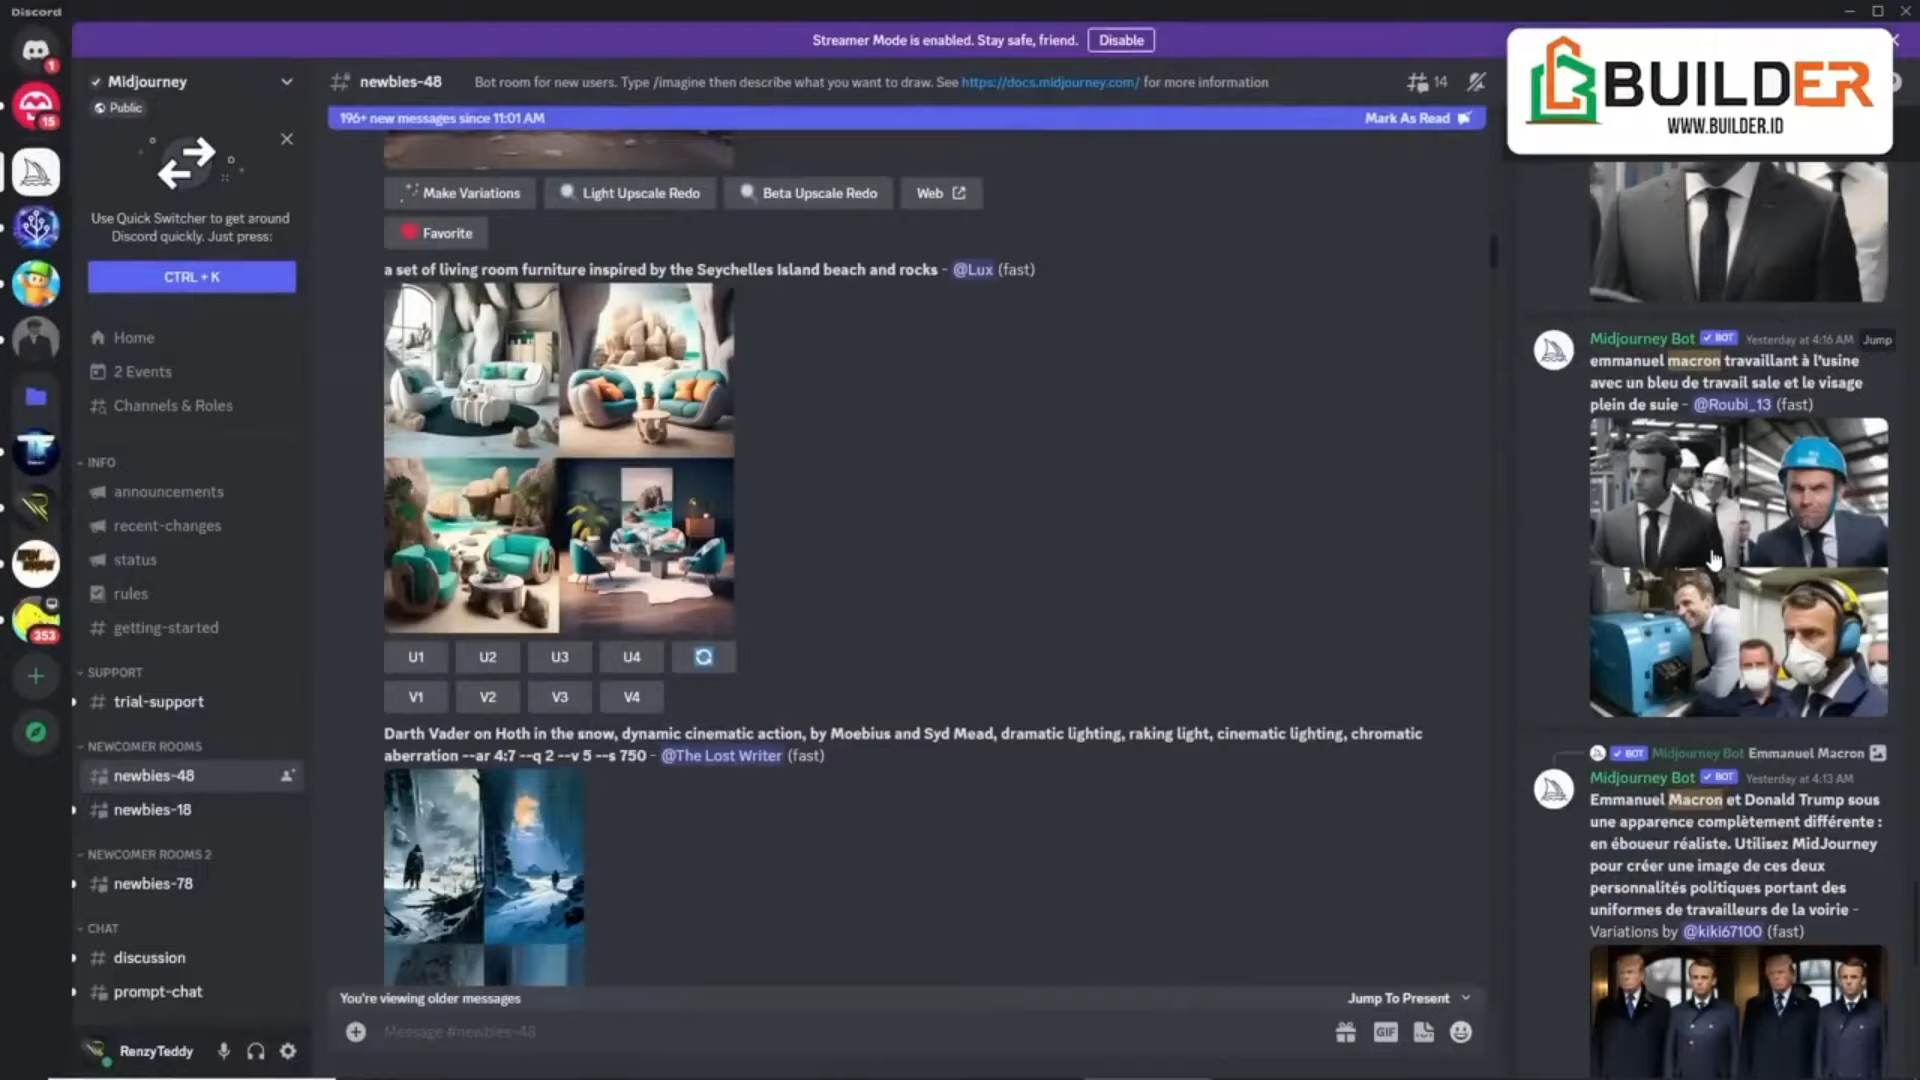 Discord
Streamer Mode is enabled. Stay safe, friend.
Disable
BUILDER
WWW.BUILDER.ID
1
15
353
Midjourney
Public
Use Quick Switcher to get around
Discord quickly. Just press:
CTRL + K
Home
2 Events
Channels & Roles
INFO
announcements
recent-changes
status
rules
getting-started
SUPPORT
trial-support
NEWCOMER ROOMS
newbies-48
newbies-18
NEWCOMER ROOMS 2
newbies-78
CHAT
discussion
prompt-chat
RenzyTeddy
newbies-48
Bot room for new users. Type /imagine then describe what you want to draw. See https://docs.midjourney.com/ for more information
14
196+ new messages since 11:01 AM
Mark As Read
Make Variations
Light Upscale Redo
Beta Upscale Redo
Web
Favorite
a set of living room furniture inspired by the Seychelles Island beach and rocks - @Lux (fast)
U1 U2 U3 U4
V1 V2 V3 V4
Darth Vader on Hoth in the snow, dynamic cinematic action, by Moebius and Syd Mead, dramatic lighting, raking light, cinematic lighting, chromatic
aberration --ar 4:7 --q 2 --v 5 --s 750 - @The Lost Writer (fast)
You're viewing older messages
Jump To Present
Message #newbies-48
GIF
Midjourney Bot BOT Yesterday at 4:16 AM Jump
emmanuel macron travaillant à l'usine
avec un bleu de travail sale et le visage
plein de suie - @Roubi_13 (fast)
BOT Midjourney Bot Emmanuel Macron
Midjourney Bot BOT Yesterday at 4:13 AM
Emmanuel Macron et Donald Trump sous
une apparence complètement différente :
en éboueur réaliste. Utilisez MidJourney
pour créer une image de ces deux
personnalités politiques portant des
uniformes de travailleurs de la voirie -
Variations by @kiki67100 (fast)